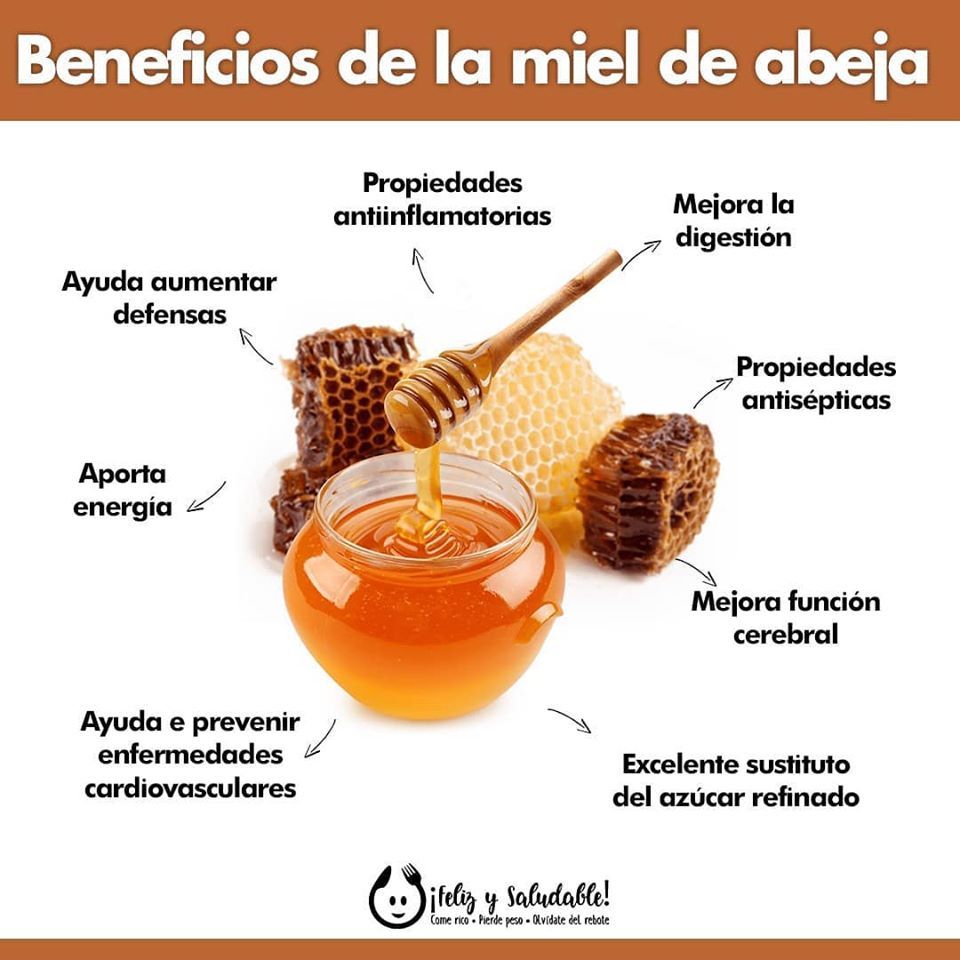 Beneficios de la miel de abeja
Propiedades
antiinflamatorias
Mejora la
digestión
Ayuda aumentar
defensas
Propiedades
antisépticas
Aporta
energía
Mejora función
cerebral
Ayuda e prevenir
enfermedades
cardiovasculares
Excelente sustituto
del azúcar refinado
¡Feliz y Saludable!
Come rico • Pierde peso • Olvídate del rebote